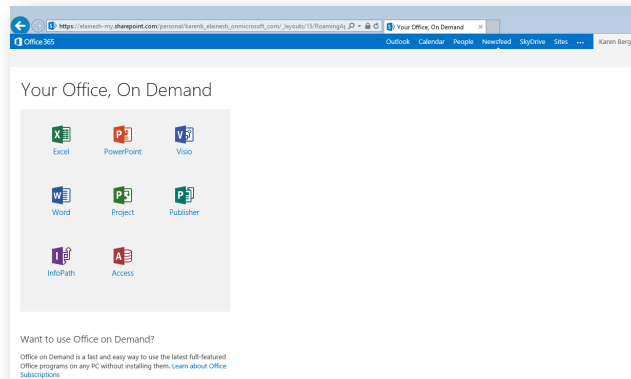 https://elainesh-my.sharepoint.com/personal/karenb_elainesh_onmicrosoft_com/_layouts/15/RoamingAp
Your Office, On Demand
Office 365
Outlook Calendar People Newsfeed SkyDrive Sites ••• Karen Berg
Your Office, On Demand
Excel PowerPoint Visio
Word Project Publisher
InfoPath Access
Want to use Office on Demand?
Office on Demand is a fast and easy way to use the latest full-featured
Office programs on any PC without installing them. Learn about Office
Subscriptions